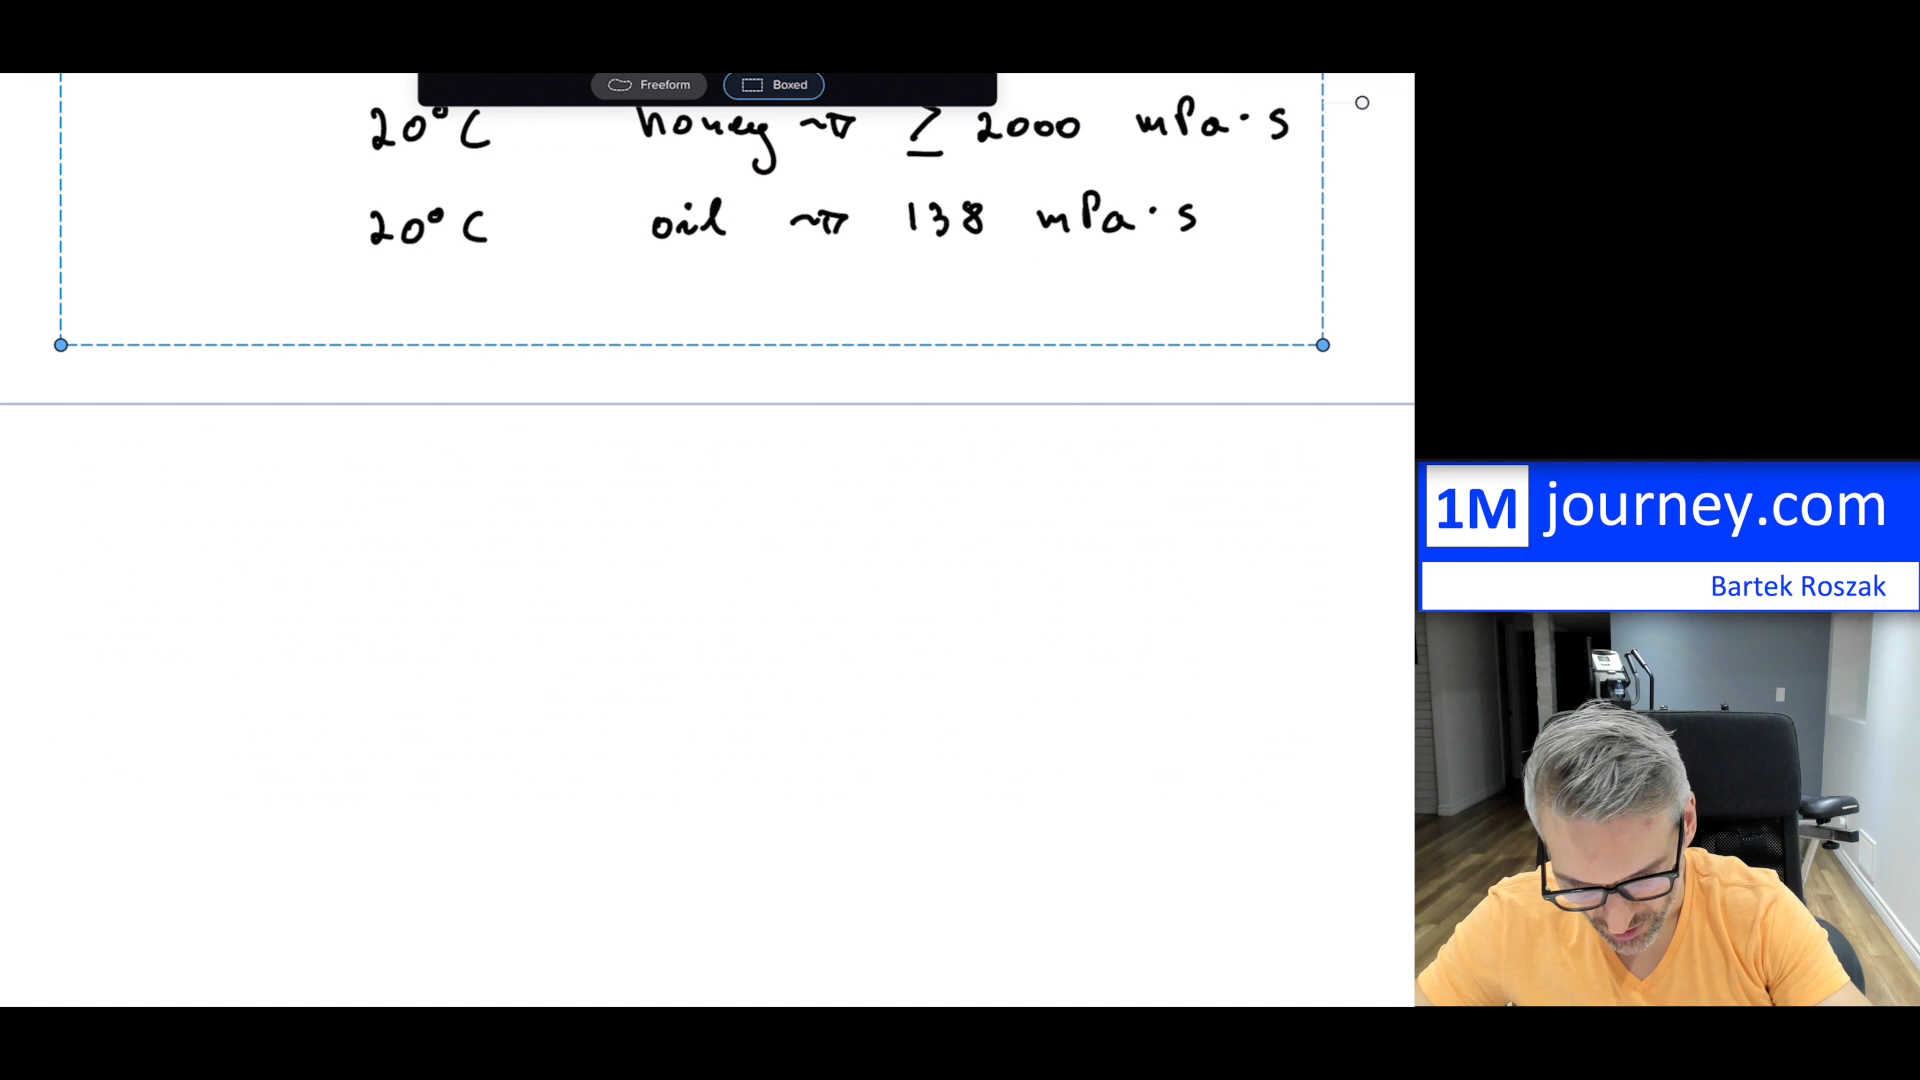 Freeform Boxed
20°C honey ~ ≥ 2000 mPa·s
20°C oil ~ 138 mPa·s
1M journey.com
Bartek Roszak